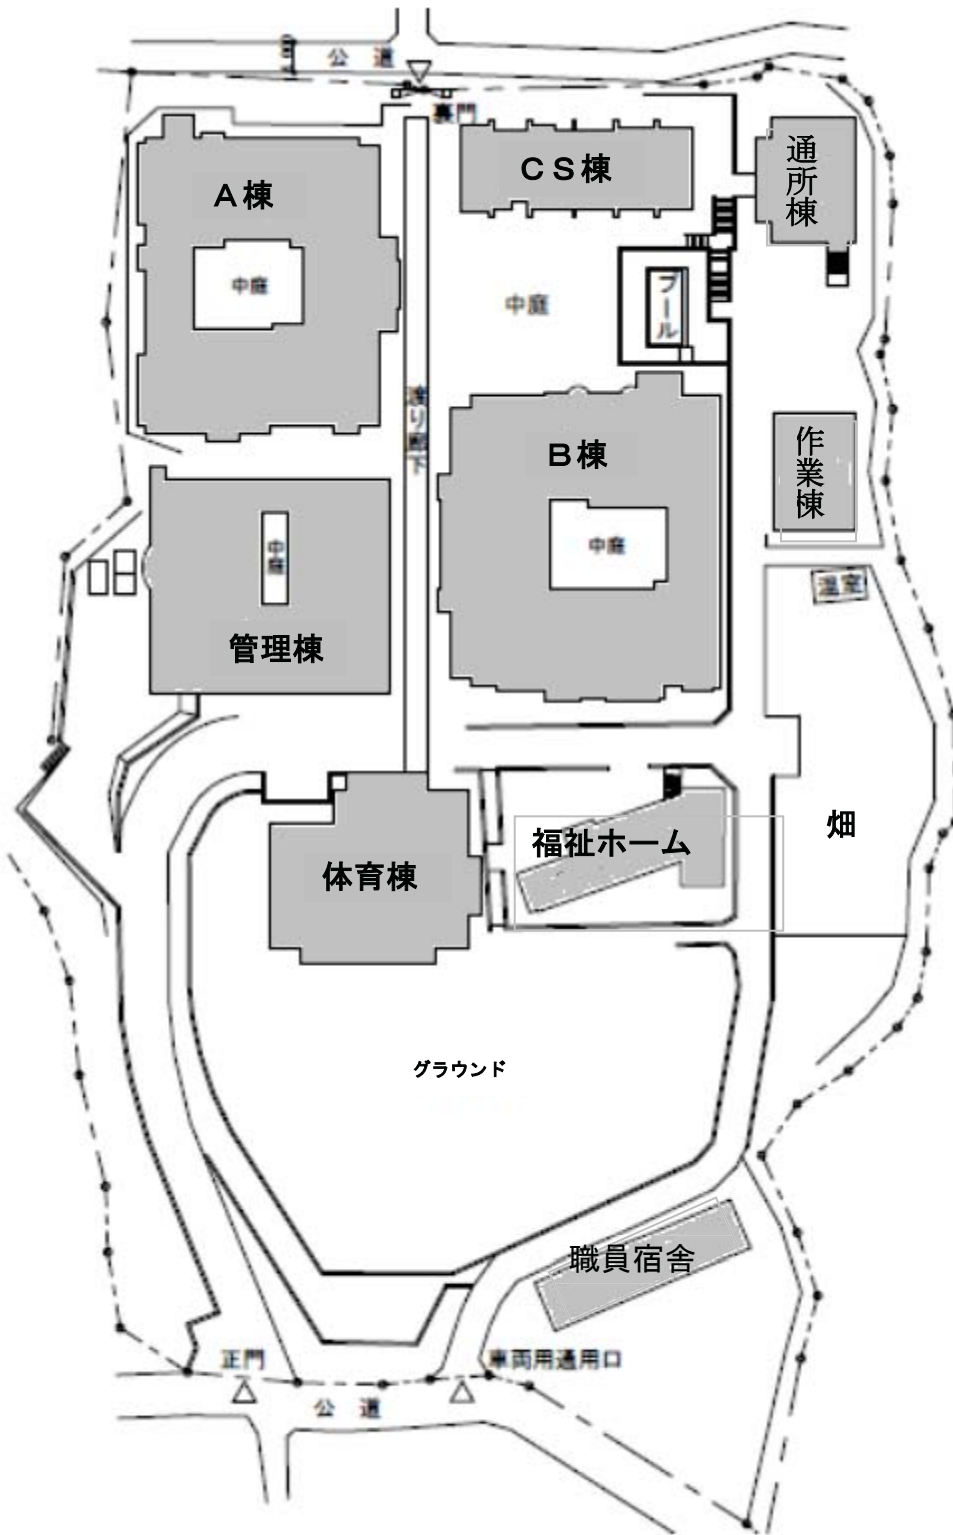 公道
裏門
A棟
CS棟
通所棟
中庭
中庭
プール
渡り廊下
B棟
作業棟
中庭
中庭
温室
管理棟
畑
福祉ホーム
体育棟
グラウンド
職員宿舎
正門
車両用通用口
公道